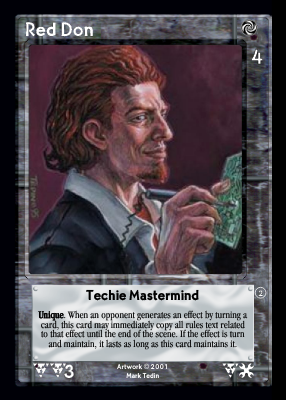 Red Don
4
Techie Mastermind
2
Unique. When an opponent generates an effect by turning a
card, this card may immediately copy all rules text related
to that effect until the end of the scene. If the effect is turn
and maintain, it lasts as long as this card maintains it.
3
Artwork © 2001
Mark Tedin